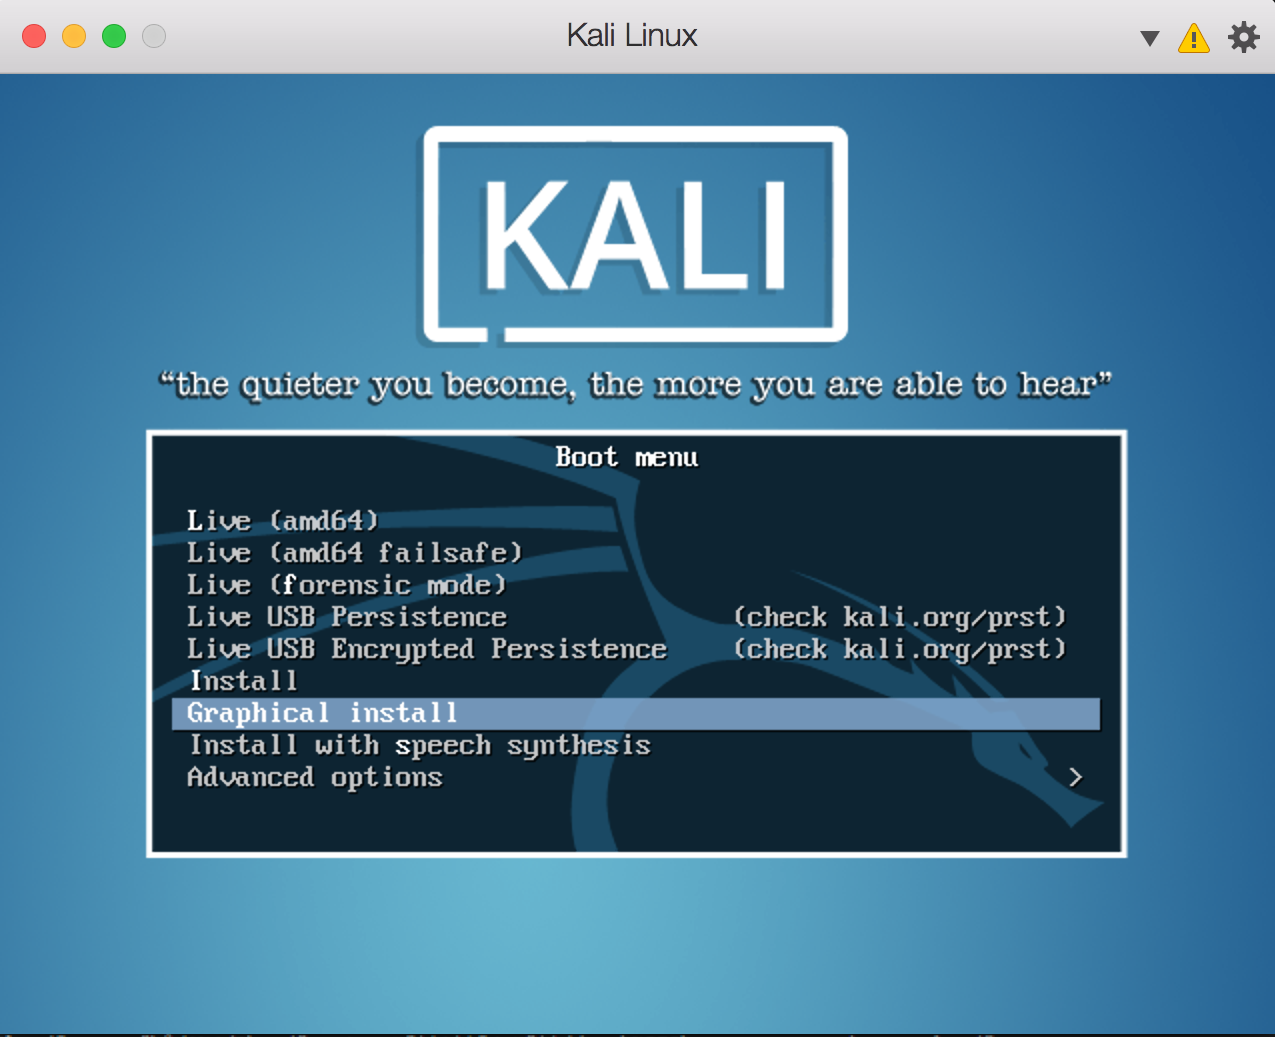 Kali Linux
KALI
“the quieter you become, the more you are able to hear”
Boot menu
Live (amd64)
Live (amd64 failsafe)
Live (forensic mode)
Live USB Persistence (check kali.org/prst)
Live USB Encrypted Persistence (check kali.org/prst)
Install
Graphical install
Install with speech synthesis
Advanced options >